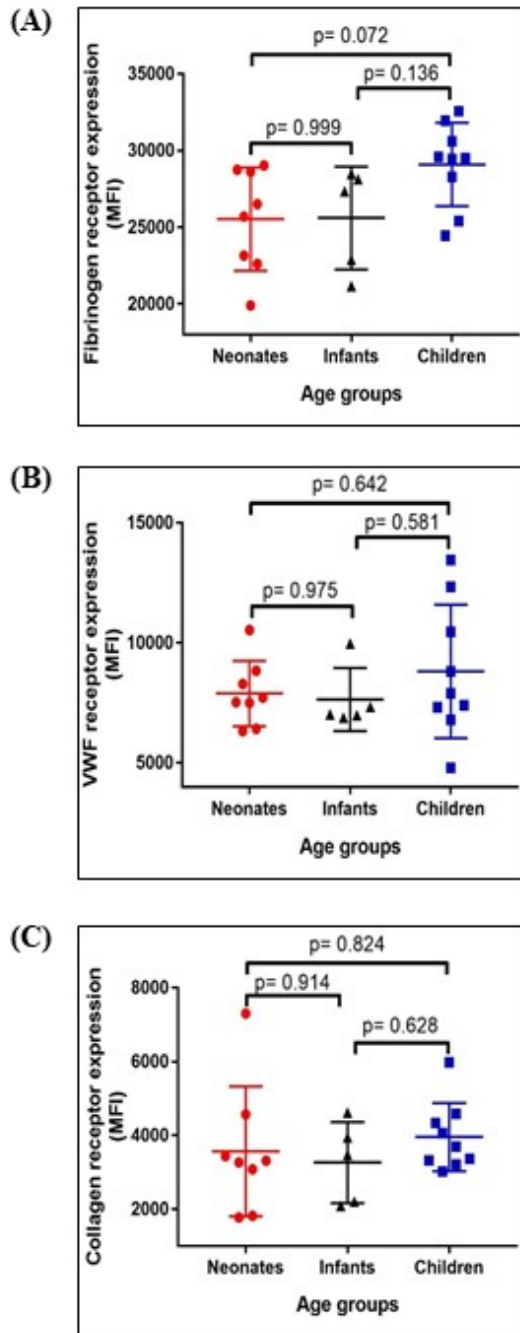 (A)
p= 0.072
p= 0.136
p= 0.999
Fibrinogen receptor expression
(MFI)
35000
30000
25000
20000
Neonates Infants Children
Age groups
(B)
p= 0.642
p= 0.581
p= 0.975
VWF receptor expression
(MFI)
15000
10000
5000
Neonates Infants Children
Age groups
(C)
p= 0.824
p= 0.914
p= 0.628
Collagen receptor expression
(MFI)
8000
6000
4000
2000
Neonates Infants Children
Age groups